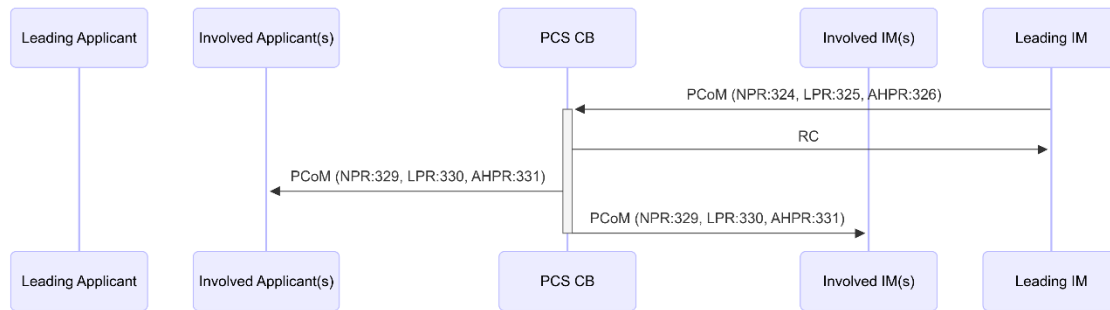 Leading Applicant
Involved Applicant(s)
PCS CB
Involved IM(s)
Leading IM
PCoM (NPR:324, LPR:325, AHPR:326)
RC
PCoM (NPR:329, LPR:330, AHPR:331)
PCoM (NPR:329, LPR:330, AHPR:331)
Leading Applicant
Involved Applicant(s)
PCS CB
Involved IM(s)
Leading IM